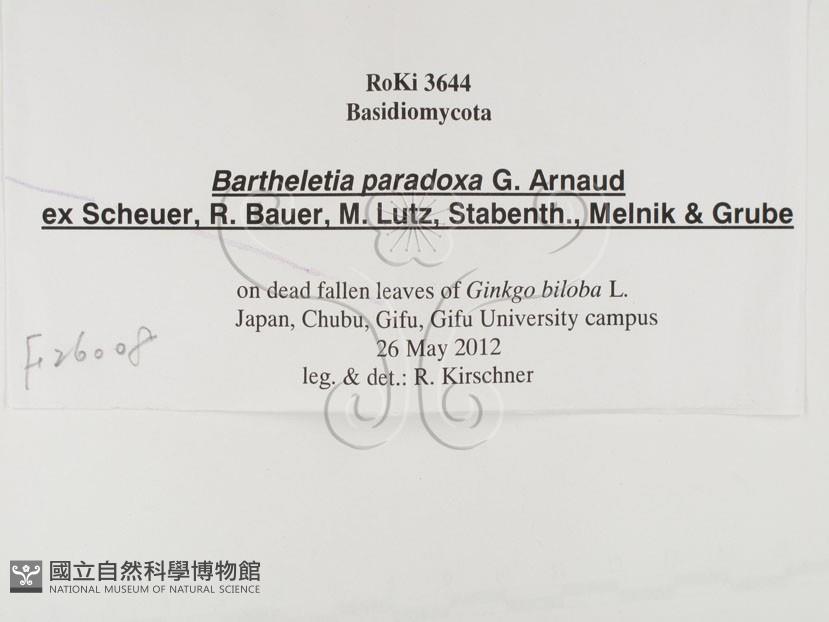 RoKi 3644
Basidiomycota
Bartheletia paradoxa G. Arnaud
ex Scheuer, R. Bauer, M. Lutz, Stabenth., Melnik & Grube
on dead fallen leaves of Ginkgo biloba L.
Japan, Chubu, Gifu, Gifu University campus
26 May 2012
leg. & det.: R. Kirschner
F26008
國立自然科學博物館
NATIONAL MUSEUM OF NATURAL SCIENCE